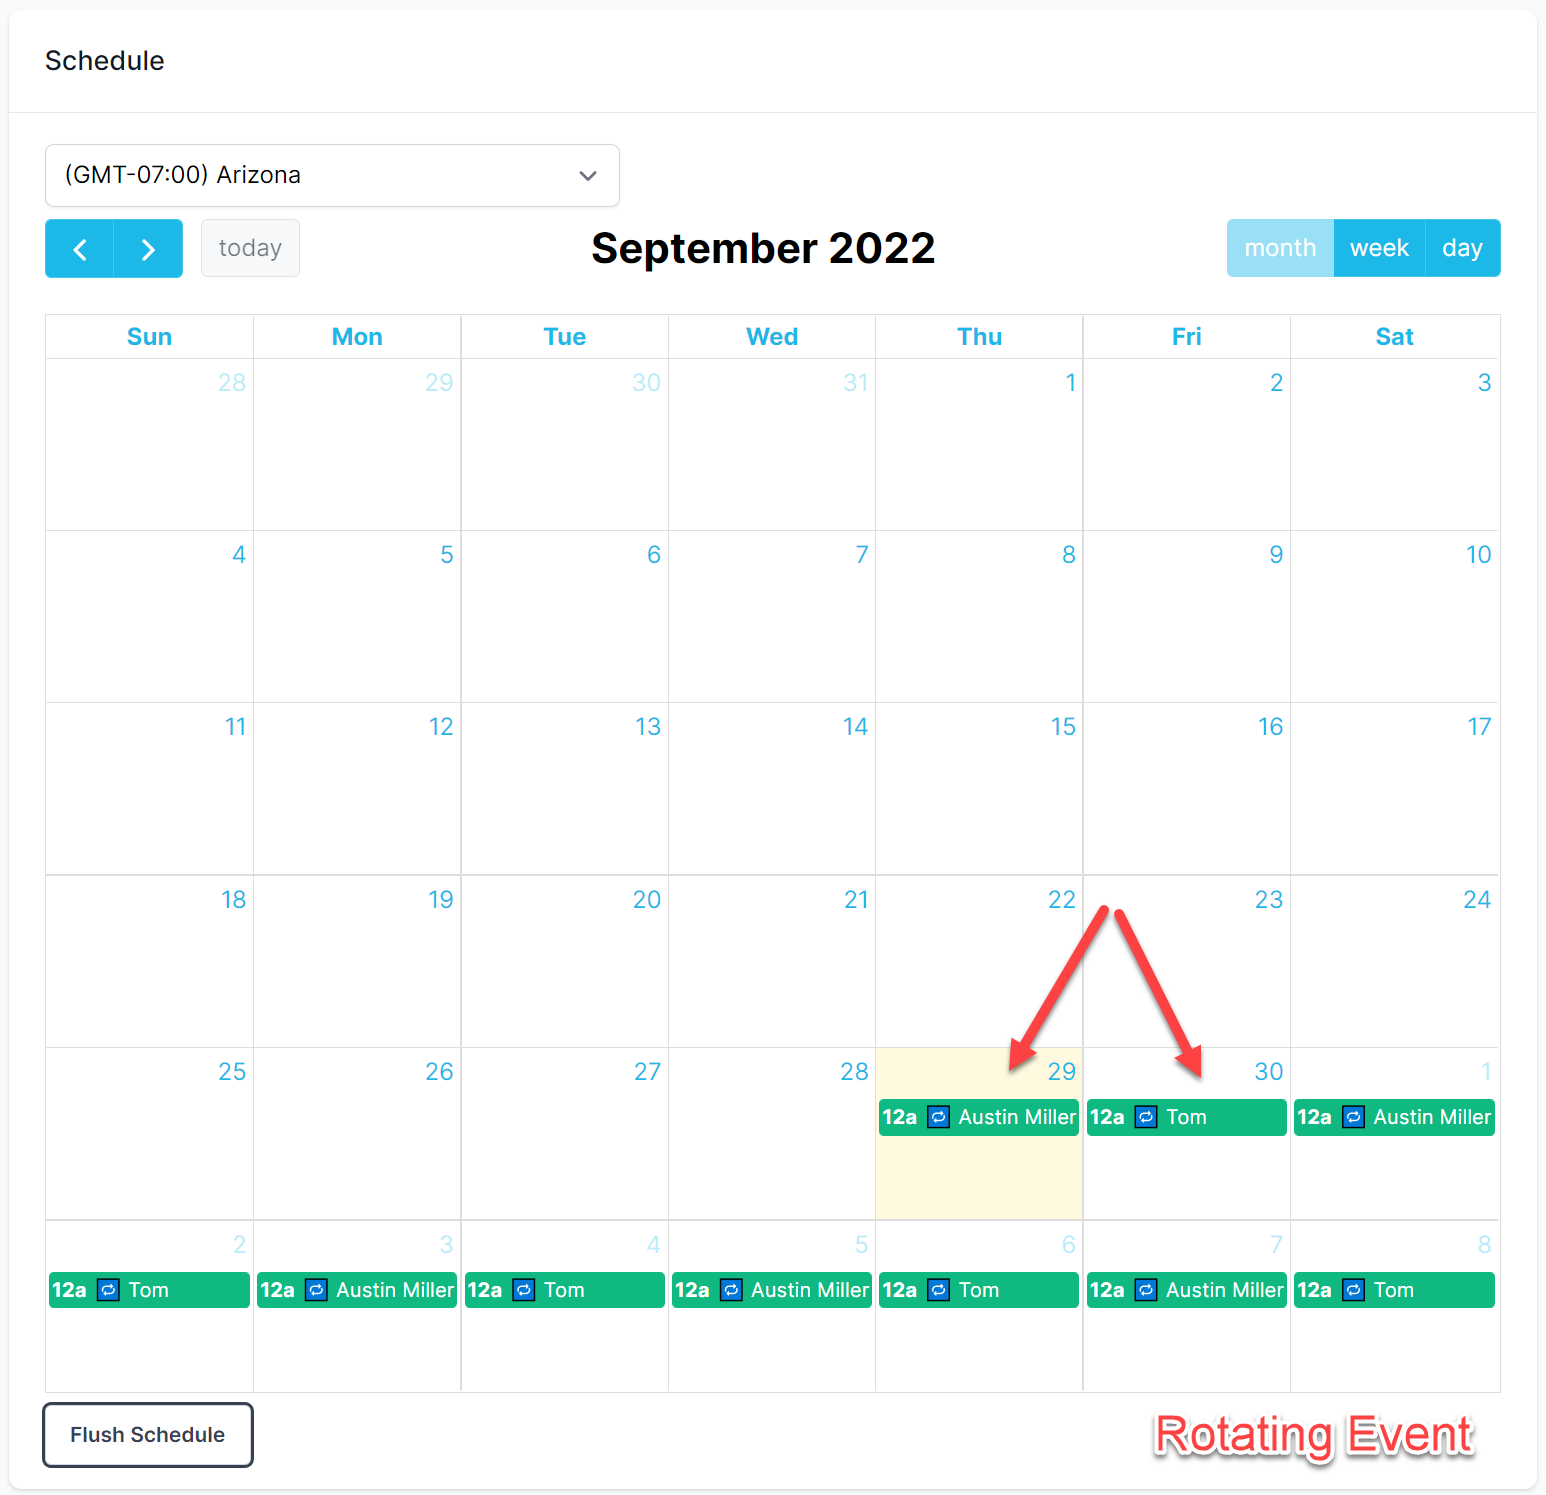 Schedule
(GMT-07:00) Arizona
today
September 2022
month week day
Sun Mon Tue Wed Thu Fri Sat
28 29 30 31 1 2 3
4 5 6 7 8 9 10
11 12 13 14 15 16 17
18 19 20 21 22 23 24
25 26 27 28 29 30 1
12a Austin Miller 12a Tom 12a Austin Miller
2 3 4 5 6 7 8
12a Tom 12a Austin Miller 12a Tom 12a Austin Miller 12a Tom 12a Austin Miller 12a Tom
Flush Schedule
Rotating Event